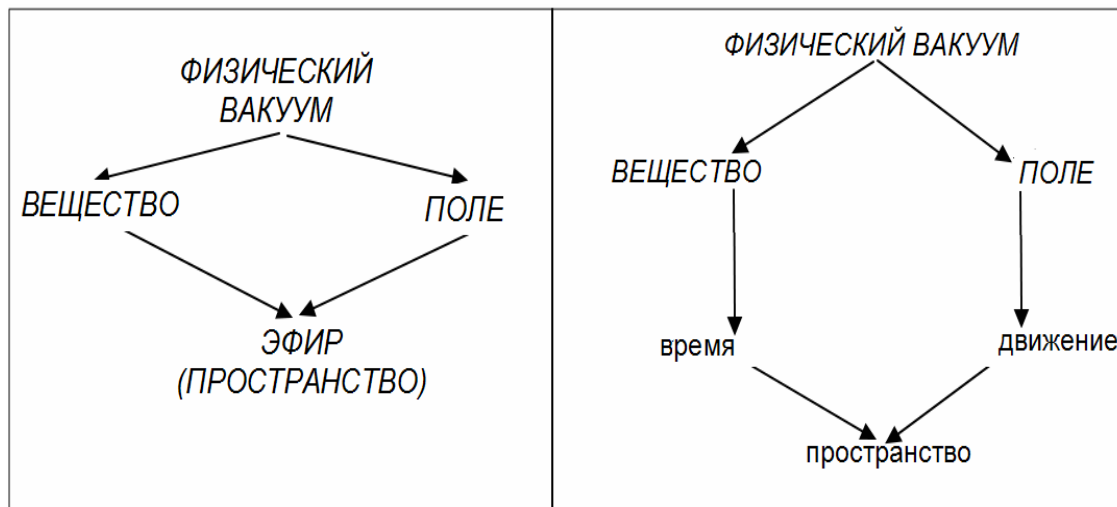 ФИЗИЧЕСКИЙ
ВАКУУМ
ВЕЩЕСТВО
ПОЛЕ
ЭФИР
(ПРОСТРАНСТВО)
ФИЗИЧЕСКИЙ ВАКУУМ
ВЕЩЕСТВО
ПОЛЕ
время
движение
пространство